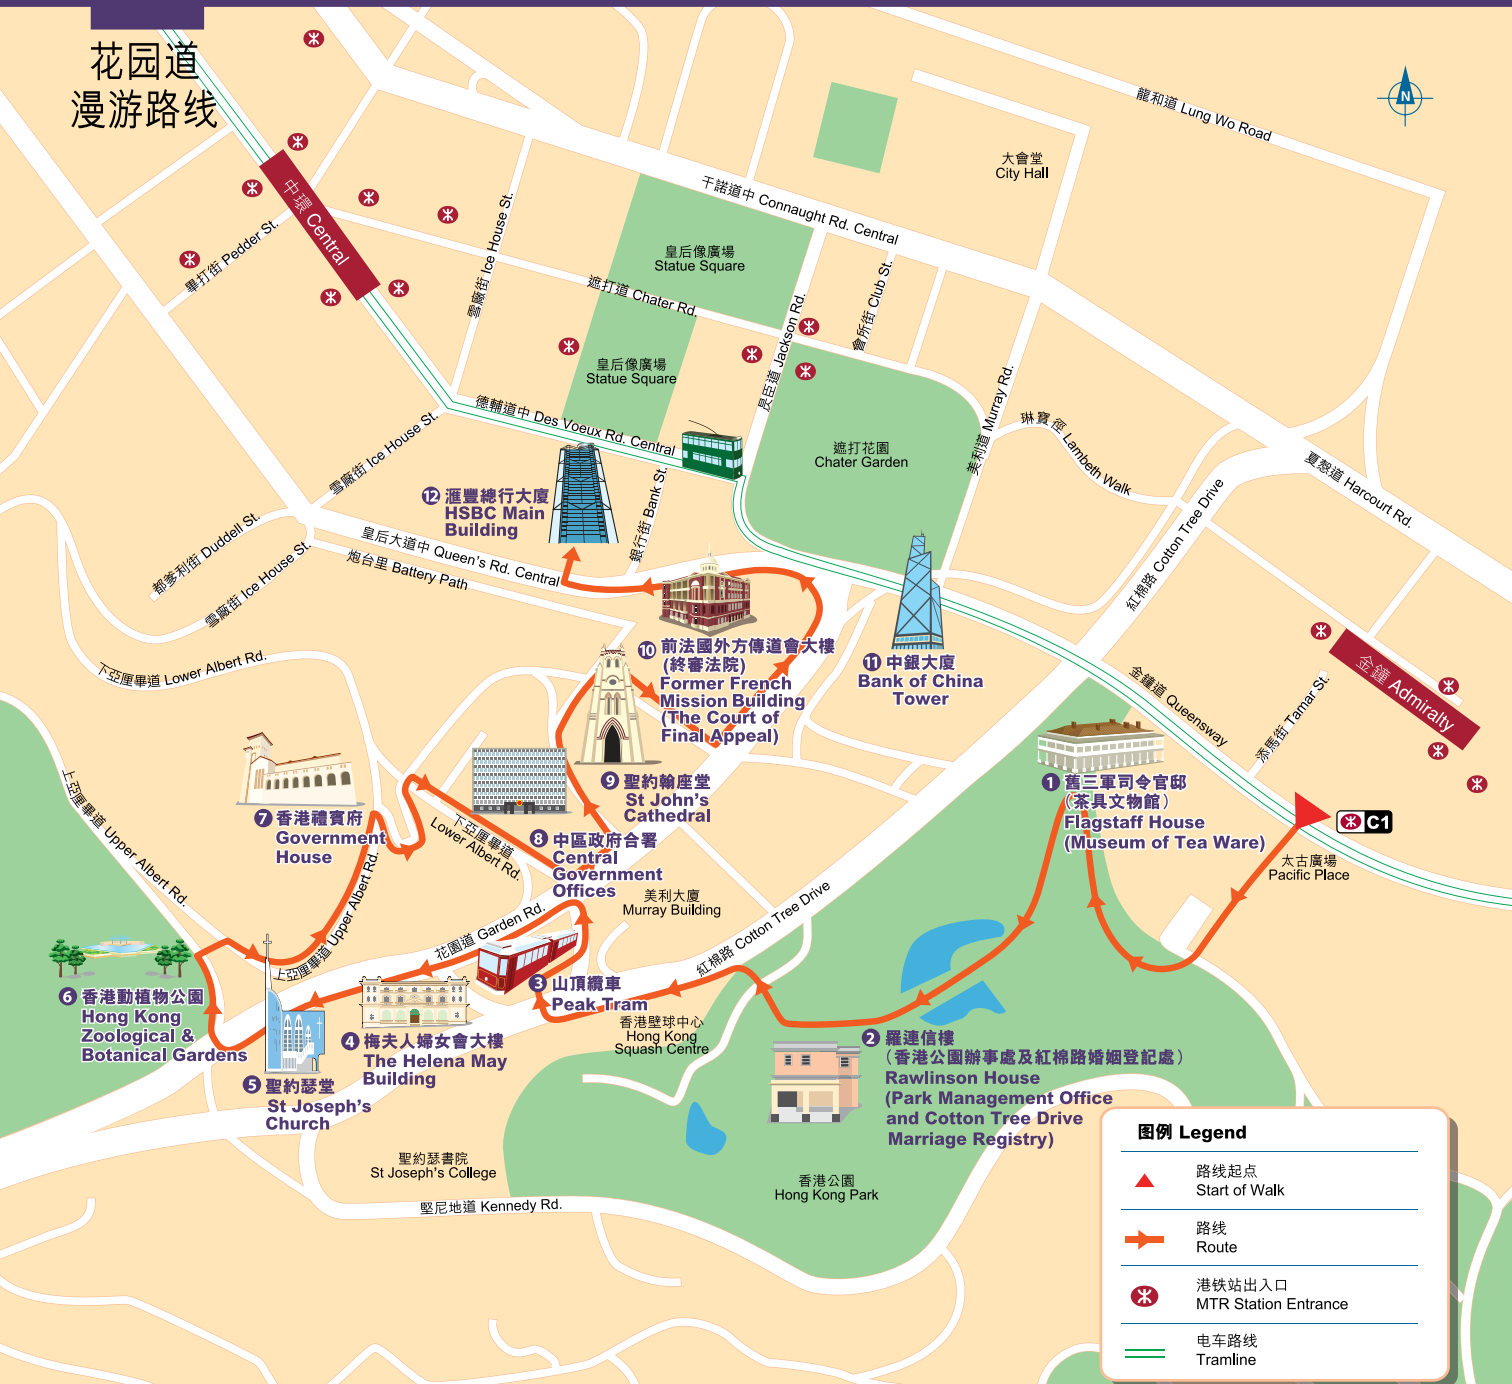 花园道
漫游路线
龍和道 Lung Wo Road
N
大會堂
City Hall
干諾道中 Connaught Rd. Central
中環 Central
畢打街 Pedder St.
雪廠街 Ice House St.
皇后像廣場
Statue Square
遮打道 Chater Rd.
會所街 Club St.
昃臣道 Jackson Rd.
皇后像廣場
Statue Square
美利道 Murray Rd.
德輔道中 Des Voeux Rd. Central
琳寶徑 Lambeth Walk
遮打花園
Chater Garden
夏慤道 Harcourt Rd.
雪廠街 Ice House St.
紅棉路 Cotton Tree Drive
銀行街 Bank St.
12 滙豐總行大廈
HSBC Main
Building
都爹利街 Duddell St.
皇后大道中 Queen's Rd. Central
炮台里 Battery Path
雪廠街 Ice House St.
下亞厘畢道 Lower Albert Rd.
10 前法國外方傳道會大樓
(終審法院)
Former French
Mission Building
(The Court of
Final Appeal)
11 中銀大廈
Bank of China
Tower
金鐘道 Queensway
金鐘 Admiralty
添馬街 Tamar St.
1 舊三軍司令官邸
(茶具文物館)
Flagstaff House
(Museum of Tea Ware)
C1
太古廣場
Pacific Place
9 聖約翰座堂
St John's
Cathedral
上亞厘畢道 Upper Albert Rd.
7 香港禮賓府
Government
House
下亞厘畢道
Lower Albert Rd.
8 中區政府合署
Central
Government
Offices
美利大廈
Murray Building
上亞厘畢道 Upper Albert Rd.
花園道 Garden Rd.
紅棉路 Cotton Tree Drive
3 山頂纜車
Peak Tram
6 香港動植物公園
Hong Kong
Zoological &
Botanical Gardens
香港壁球中心
Hong Kong
Squash Centre
4 梅夫人婦女會大樓
The Helena May
Building
2 羅連信樓
(香港公園辦事處及紅棉路婚姻登記處)
Rawlinson House
(Park Management Office
and Cotton Tree Drive
Marriage Registry)
5 聖約瑟堂
St Joseph's
Church
聖約瑟書院
St Joseph's College
香港公園
Hong Kong Park
堅尼地道 Kennedy Rd.
图例 Legend
路线起点
Start of Walk
路线
Route
港铁站出入口
MTR Station Entrance
电车路线
Tramline